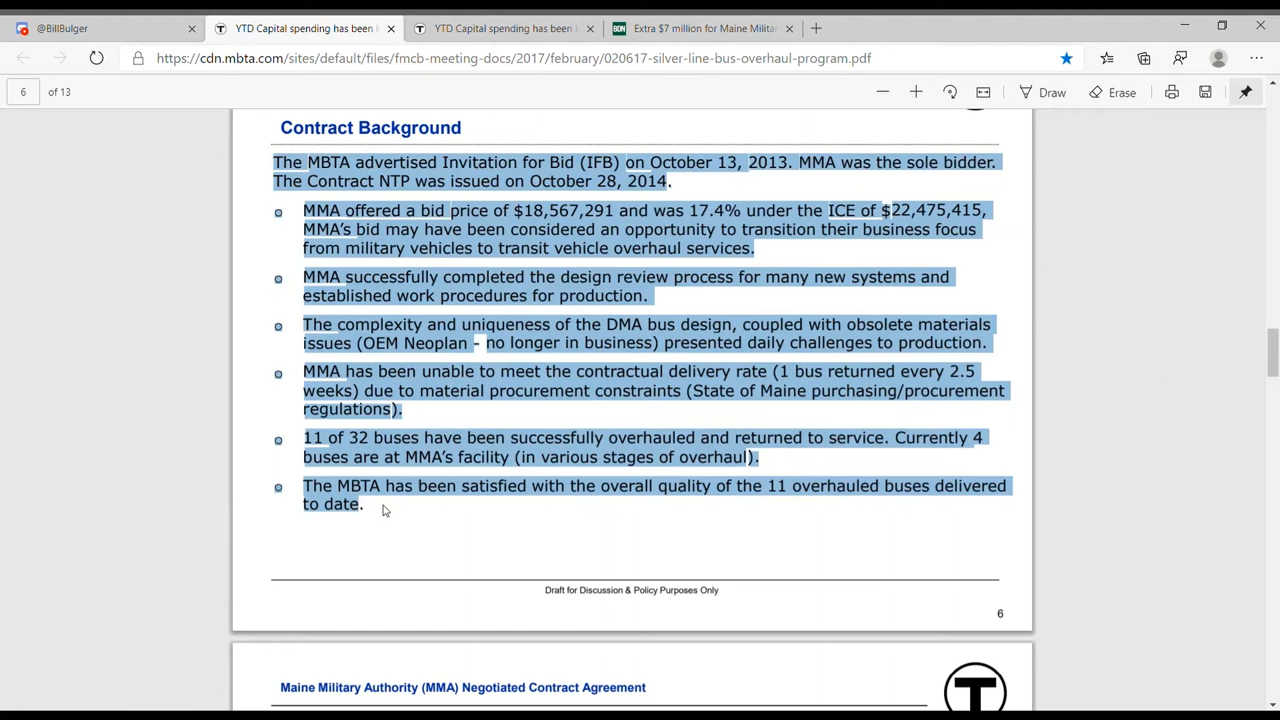 @BillBulger
YTD Capital spending has been
YTD Capital spending has been
BDN
Extra $7 million for Maine Milita
https://cdn.mbta.com/sites/default/files/fmcb-meeting-docs/2017/february/020617-silver-line-bus-overhaul-program.pdf
6 of 13
Draw
Erase
Contract Background
The MBTA advertised Invitation for Bid (IFB) on October 13, 2013. MMA was the sole bidder.
The Contract NTP was issued on October 28, 2014.
MMA offered a bid price of $18,567,291 and was 17.4% under the ICE of $22,475,415,
MMA's bid may have been considered an opportunity to transition their business focus
from military vehicles to transit vehicle overhaul services.
MMA successfully completed the design review process for many new systems and
established work procedures for production.
The complexity and uniqueness of the DMA bus design, coupled with obsolete materials
issues (OEM Neoplan - no longer in business) presented daily challenges to production.
MMA has been unable to meet the contractual delivery rate (1 bus returned every 2.5
weeks) due to material procurement constraints (State of Maine purchasing/procurement
regulations).
11 of 32 buses have been successfully overhauled and returned to service. Currently 4
buses are at MMA's facility (in various stages of overhaul).
The MBTA has been satisfied with the overall quality of the 11 overhauled buses delivered
to date.
Draft for Discussion & Policy Purposes Only
6
Maine Military Authority (MMA) Negotiated Contract Agreement
T